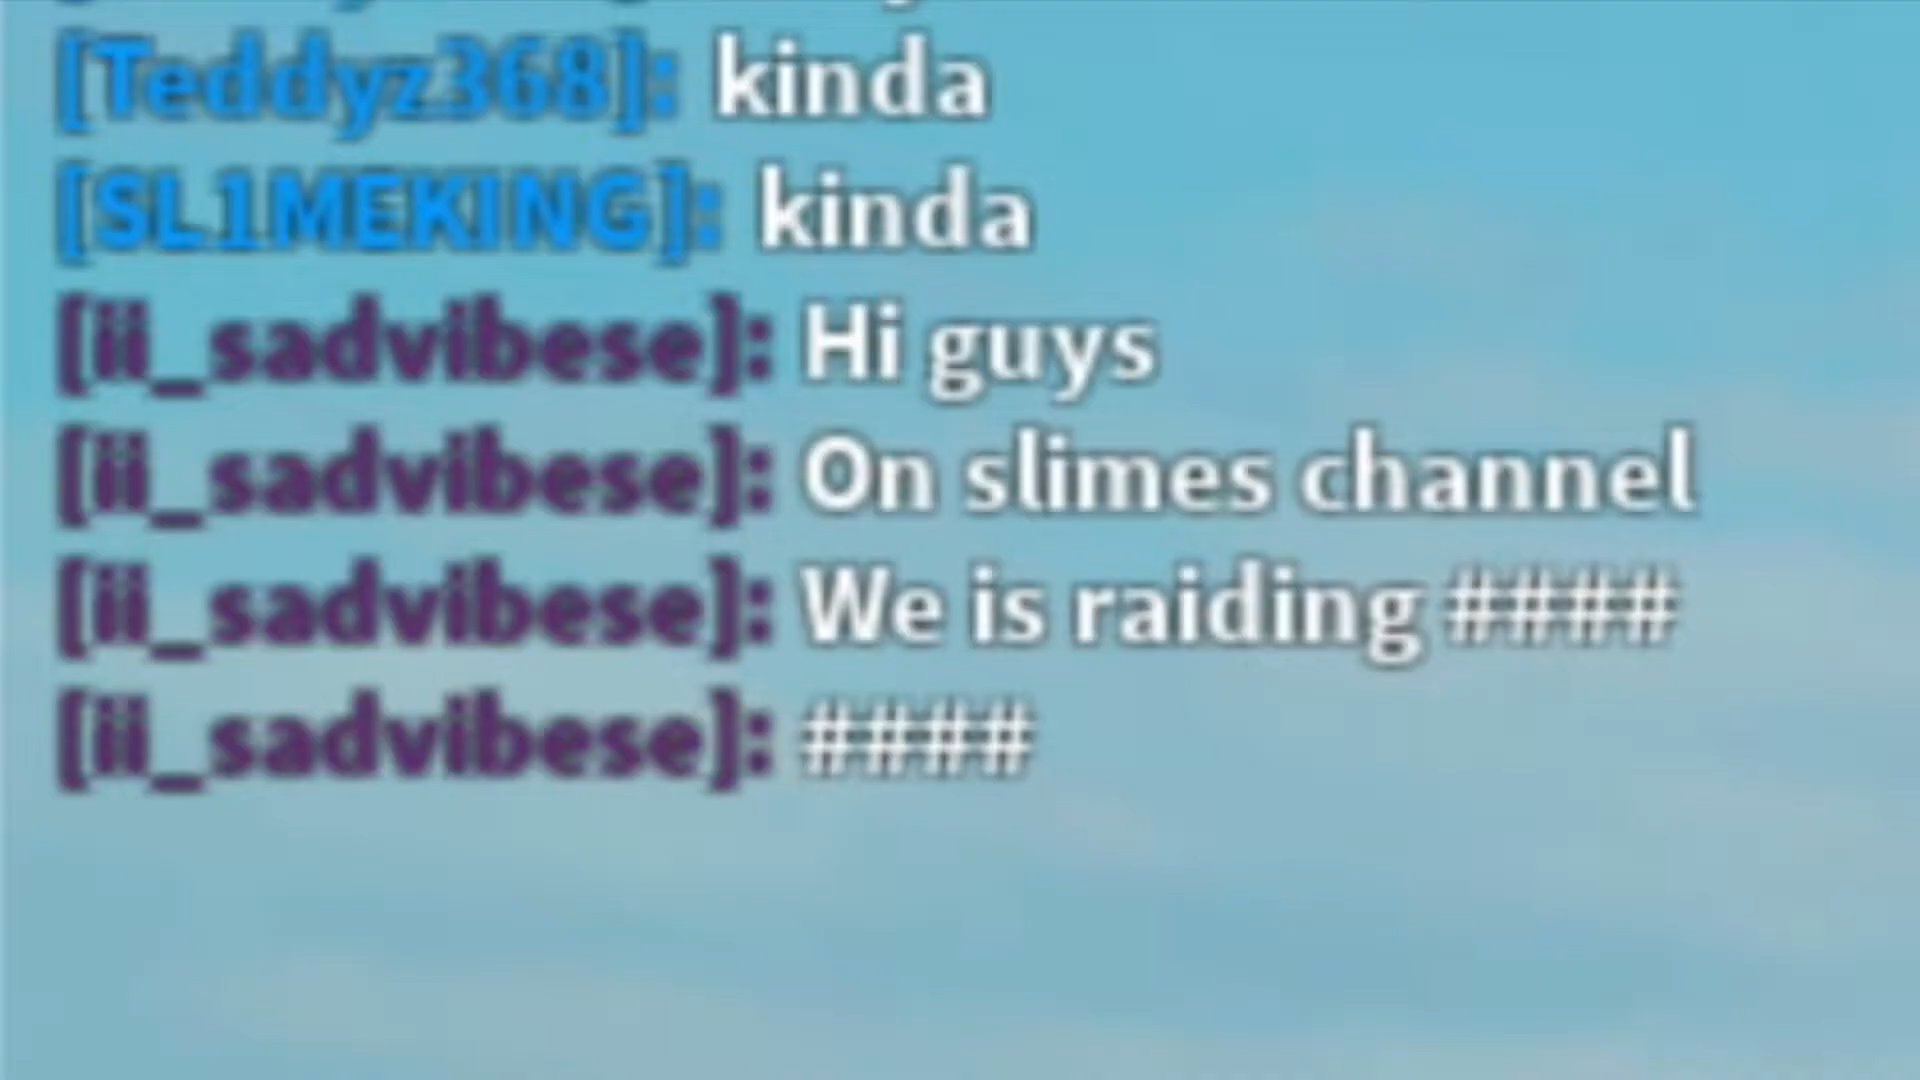 [Teddyz368]: kinda
[SL1MEKING]: kinda
[ii_sadvibese]: Hi guys
[ii_sadvibese]: On slimes channel
[ii_sadvibese]: We is raiding ####
[ii_sadvibese]: ####